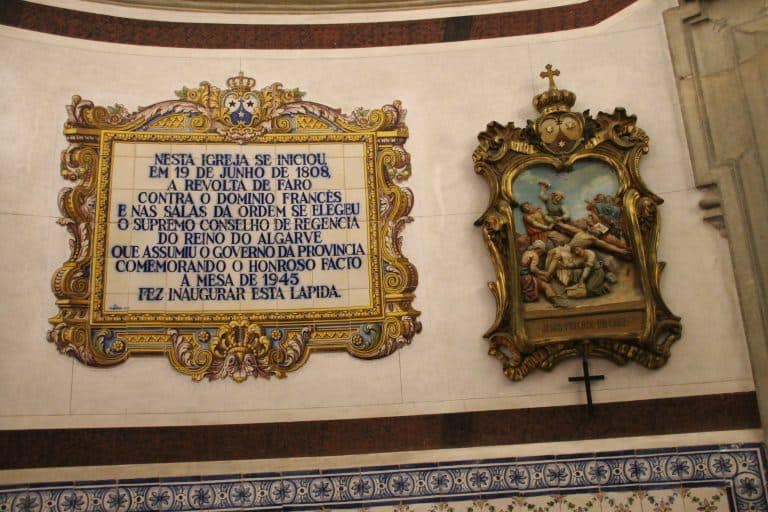 NESTA IGREJA SE INICIOU,
EM 19 DE JUNHO DE 1808,
A REVOLTA DE FARO
CONTRA O DOMINIO FRANCÊS
E NAS SALAS DA ORDEM SE ELEGEU
O SUPREMO CONSELHO DE REGENCIA
DO REINO DO ALGARVE
QUE ASSUMIU O GOVERNO DA PROVINCIA
COMEMORANDO O HONROSO FACTO
A MESA DE 1945
FEZ INAUGURAR ESTA LAPIDA.